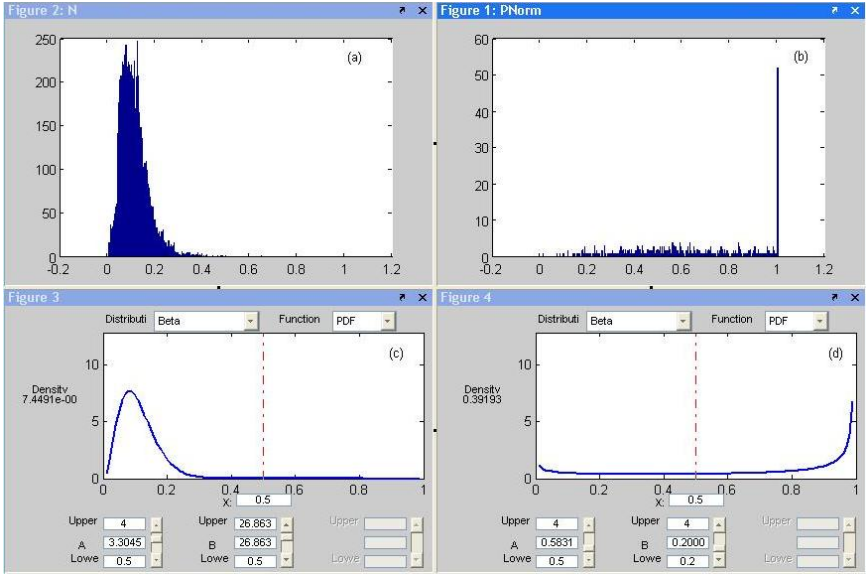 Figure 2: N
250
200
150
100
50
0
-0.2 0 0.2 0.4 0.6 0.8 1 1.2
(a)
Figure 1: PNorm
60
50
40
30
20
10
0
-0.2 0 0.2 0.4 0.6 0.8 1 1.2
(b)
Figure 3
Distributi Beta Function PDF
(c)
10
5
0
Density
7.4491e-00
0 0.2 0.4 0.6 0.8 1
X: 0.5
Upper 4 Upper 26.863 Upper
A 3.3045 B 26.863
Lowe 0.5 Lowe 0.5 Lowe
Figure 4
Distributi Beta Function PDF
(d)
10
5
0
Density
0.39193
0 0.2 0.4 0.6 0.8 1
X: 0.5
Upper 4 Upper 4 Upper
A 0.5831 B 0.2000
Lowe 0.5 Lowe 0.2 Lowe